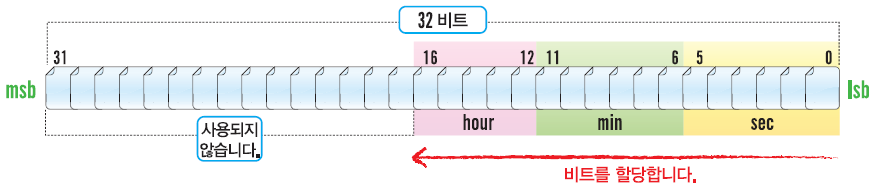 32 비트
31 16 12 11 6 5 0
msb lsb
hour min sec
사용되지
않습니다.
비트를 할당합니다.